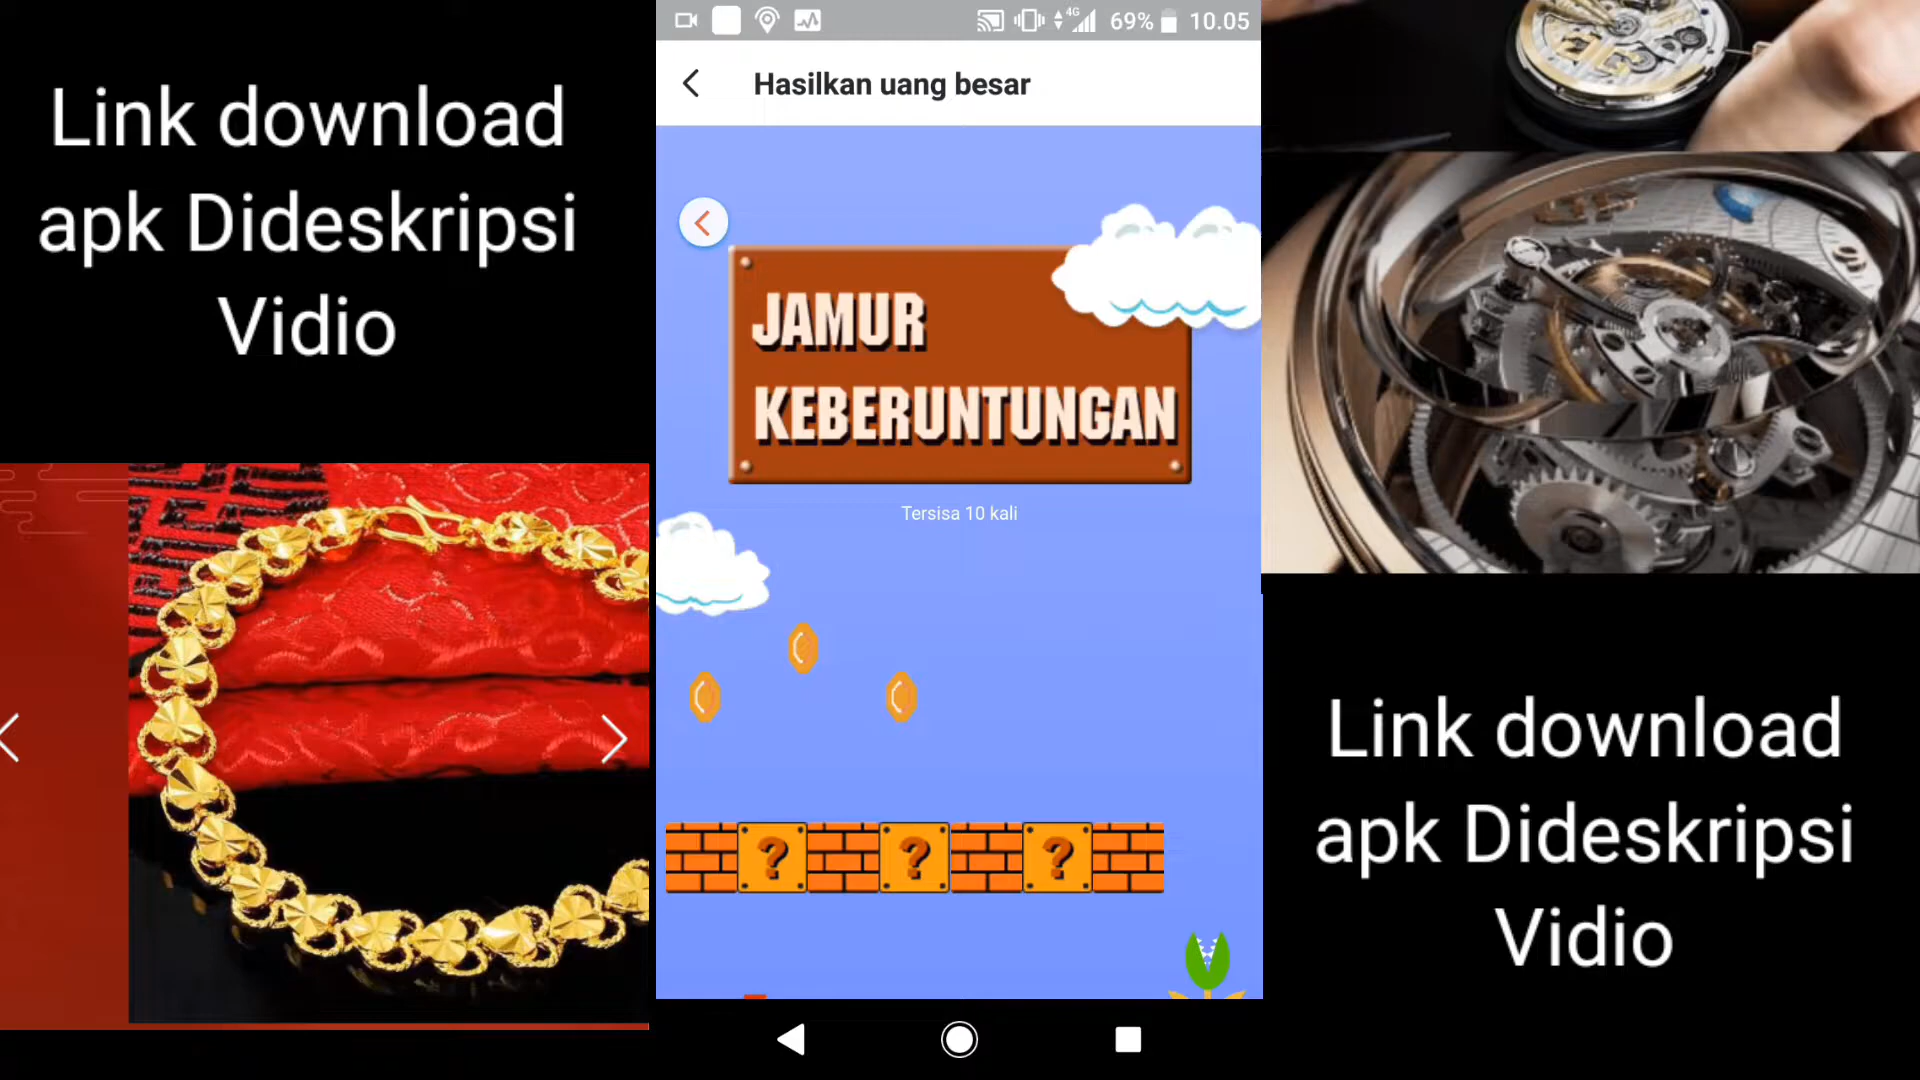 Link download
apk Dideskripsi
Vidio
4G
69%
10.05
Hasilkan uang besar
JAMUR
KEBERUNTUNGAN
Tersisa 10 kali
? ? ?
Link download
apk Dideskripsi
Vidio